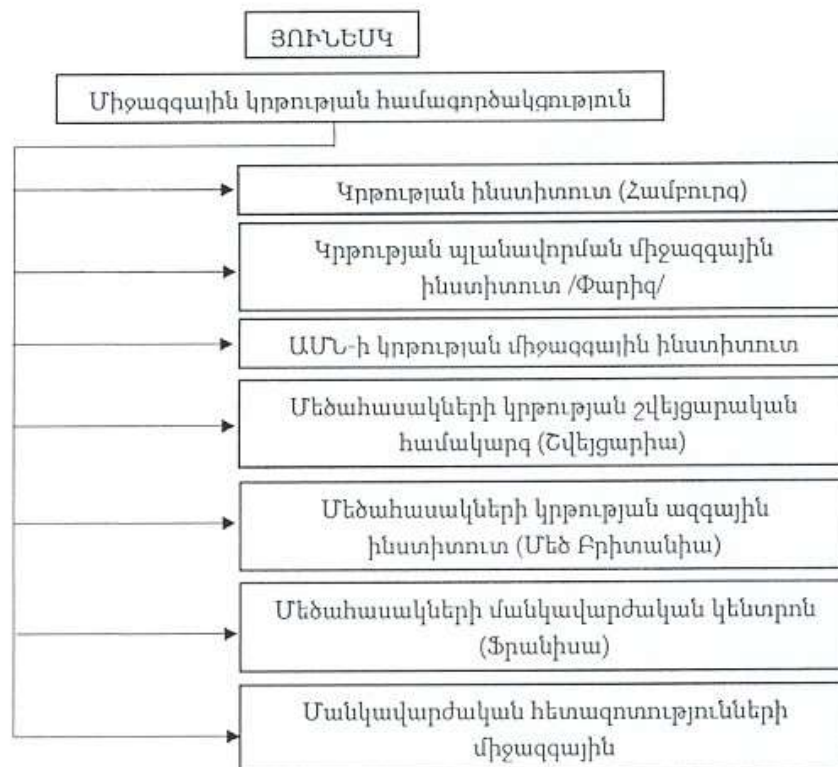 ՅՈՒՆԵՍԿ
Միջազգային կրթության համագործակցություն
Կրթության ինստիտուտ (Համբուրգ)
Կրթության պլանավորման միջազգային
ինստիտուտ /Փարիզ/
ԱՄՆ-ի կրթության միջազգային ինստիտուտ
Մեծահասակների կրթության շվեյցարական
համակարգ (Շվեյցարիա)
Մեծահասակների կրթության ազգային
ինստիտուտ (Մեծ Բրիտանիա)
Մեծահասակների մանկավարժական կենտրոն
(Ֆրանիսա)
Մանկավարժական հետազոտությունների
միջազգային